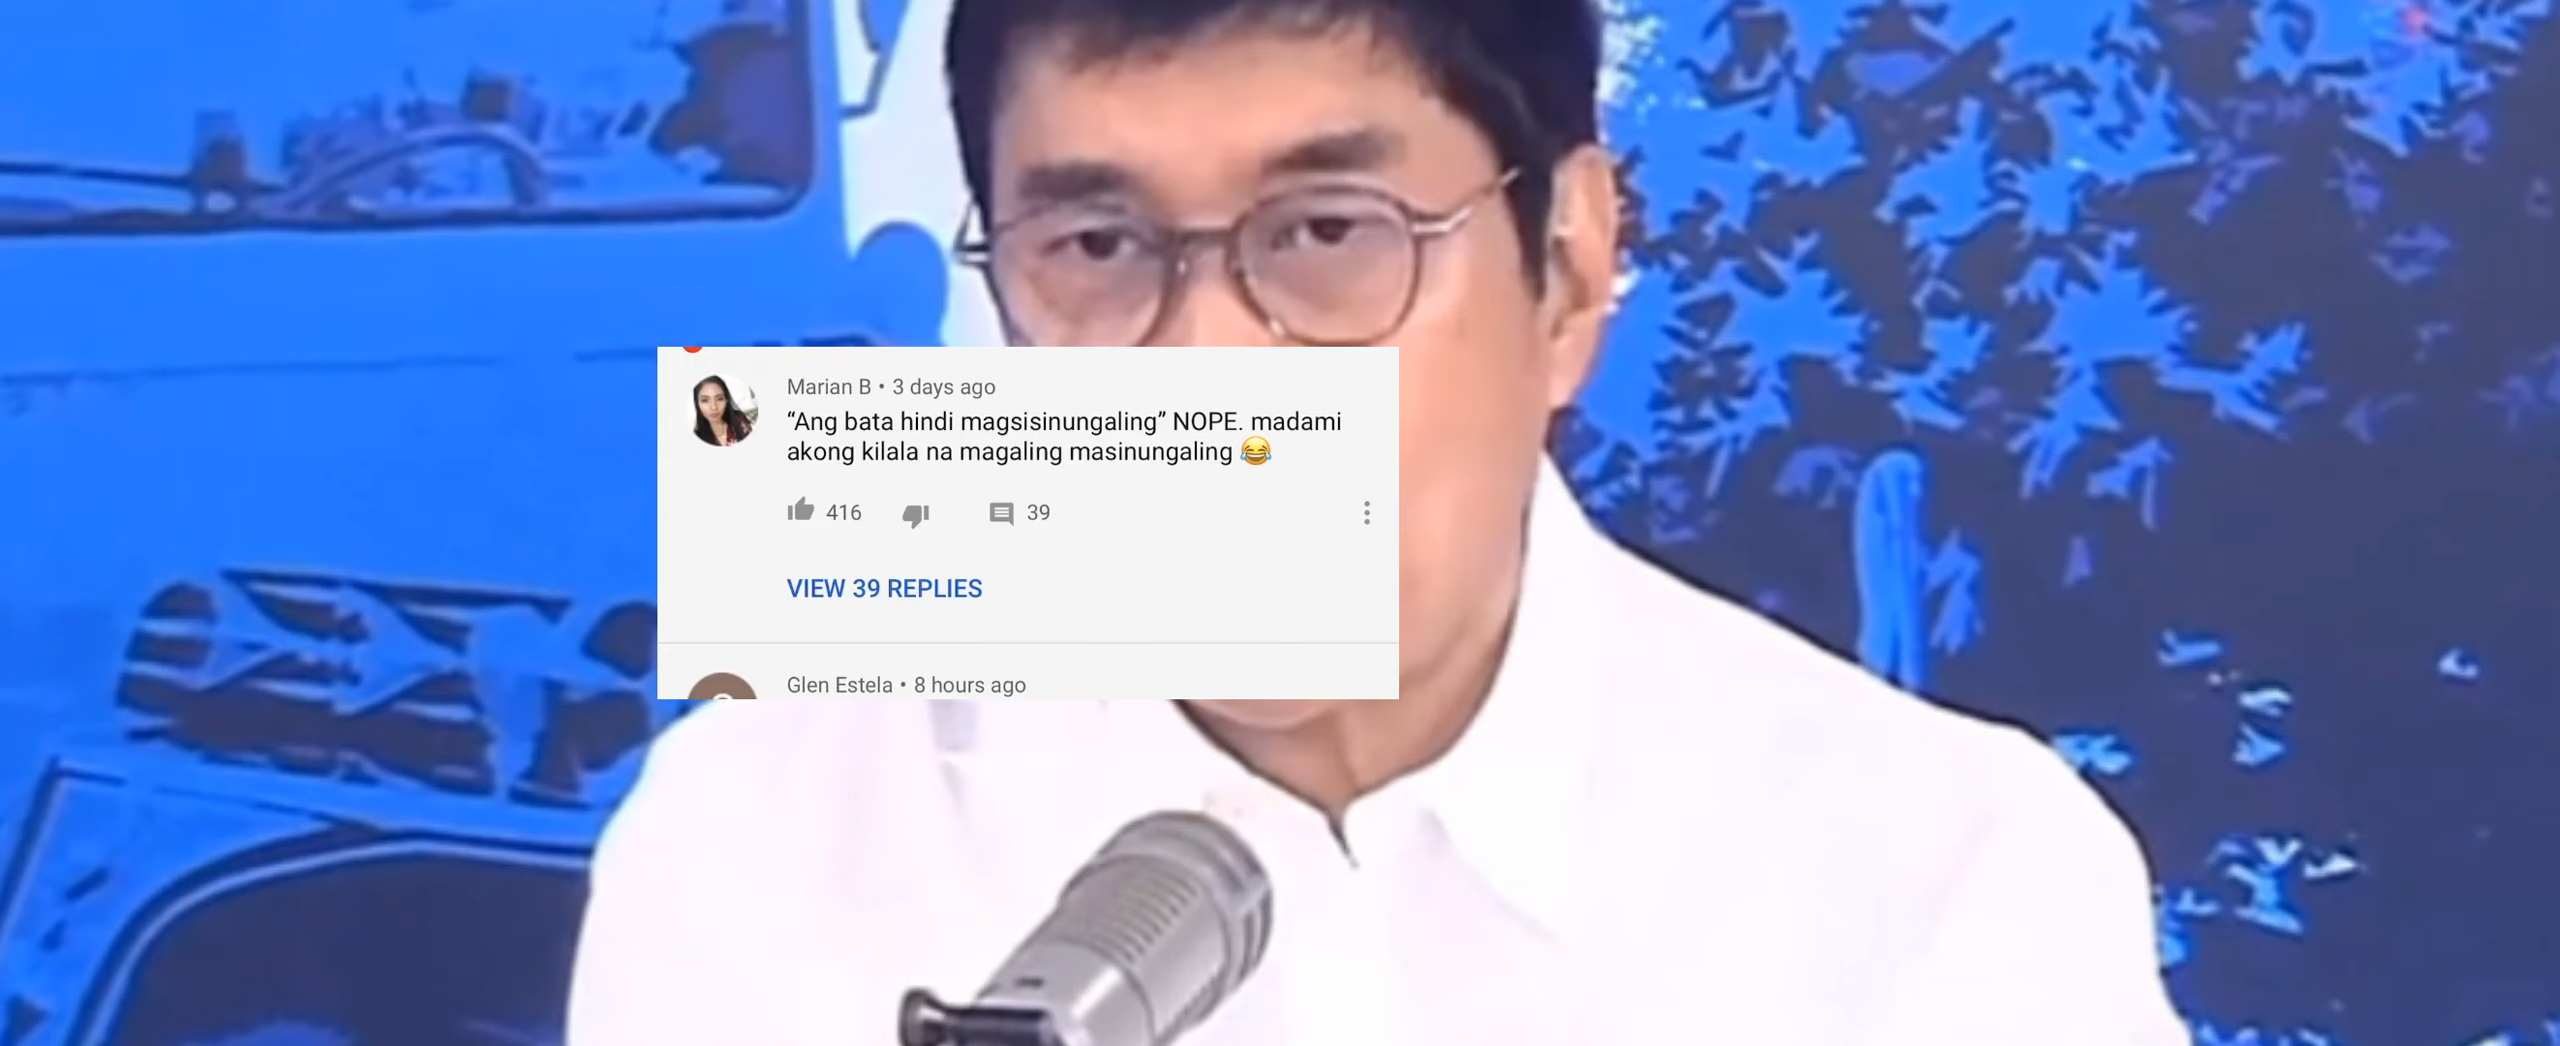 Marian B • 3 days ago
“Ang bata hindi magsisinungaling” NOPE. madami
akong kilala na magaling masinungaling 😂
416
39
VIEW 39 REPLIES
Glen Estela • 8 hours ago